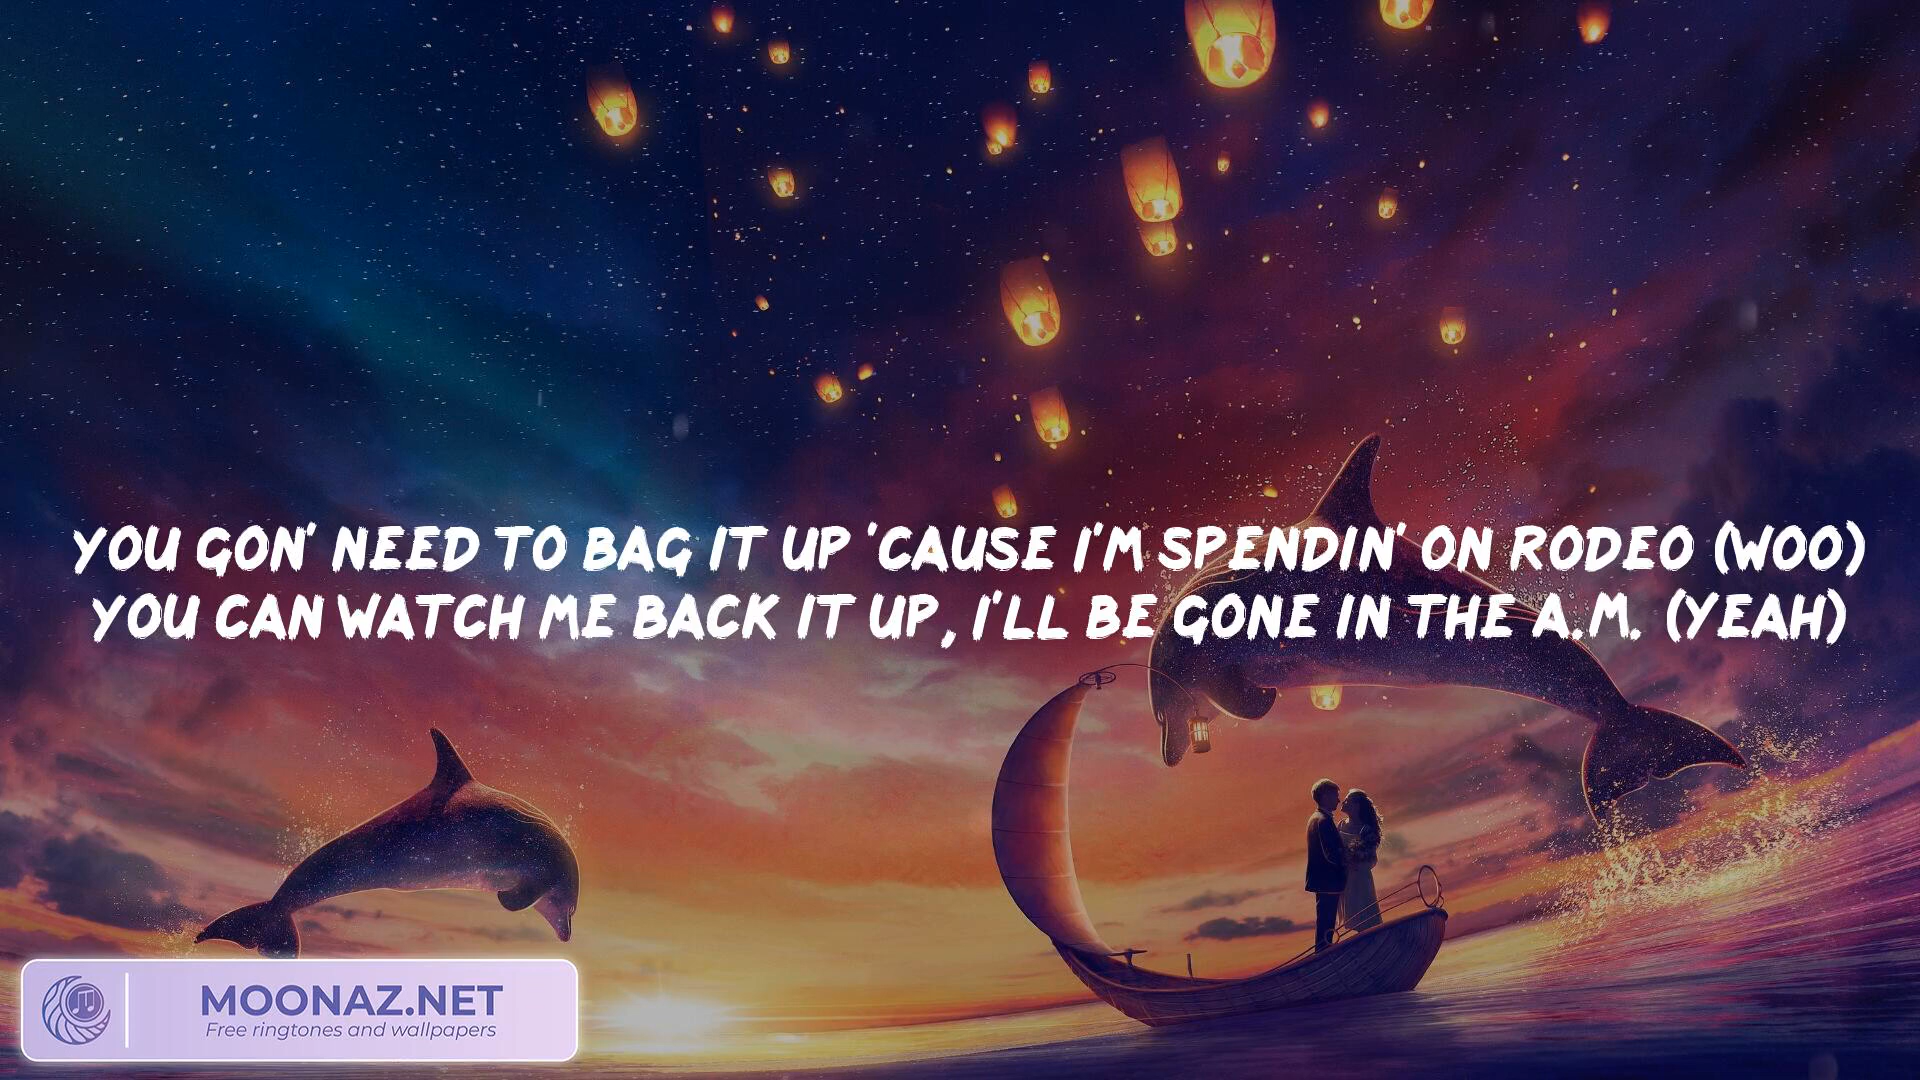 YOU GON' NEED TO BAG IT UP 'CAUSE I'M SPENDIN' ON RODEO (WOO)
YOU CAN WATCH ME BACK IT UP, I'LL BE GONE IN THE A.M. (YEAH)
MOONAZ.NET
Free ringtones and wallpapers